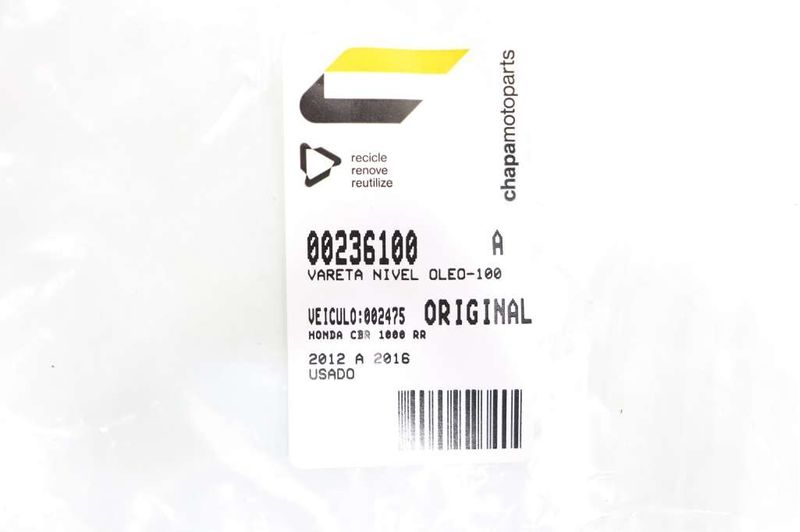 chapamotoparts
recicle
renove
reutilize
00236100 A
VARETA NIVEL OLEO-100
VEICULO:002475 ORIGINAL
HONDA CBR 1000 RR
2012 A 2016
USADO